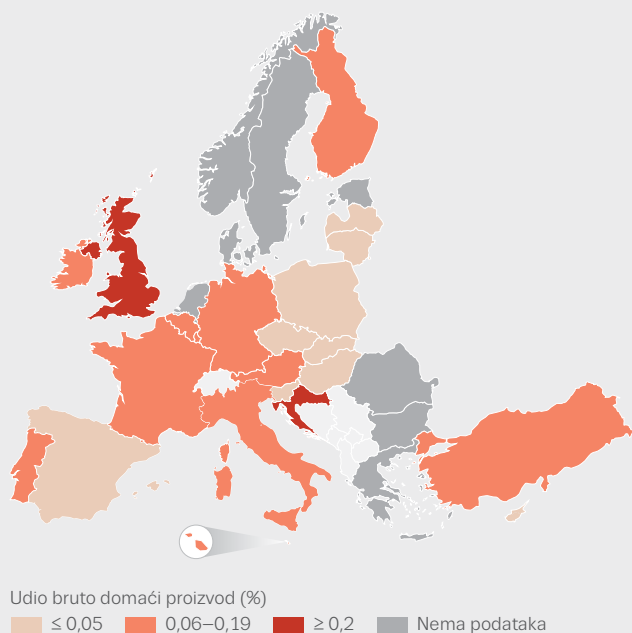 Udio bruto domaći proizvod (%)
≤ 0,05 0,06–0,19 ≥ 0,2 Nema podataka